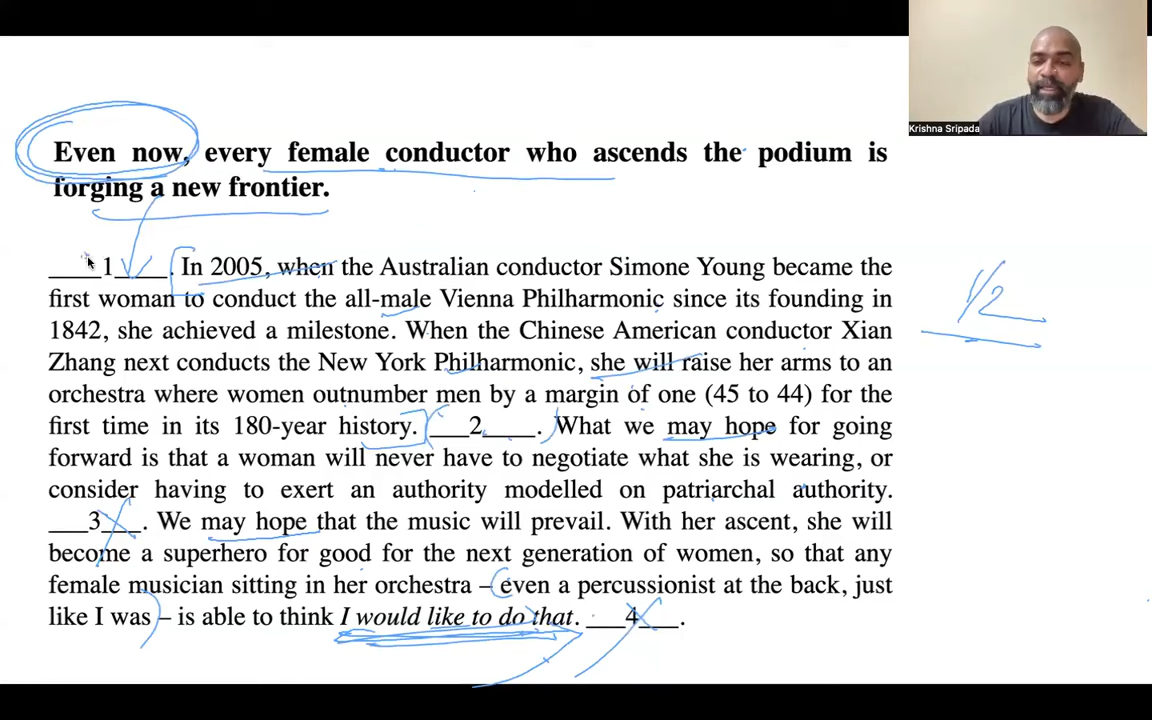 Krishna Sripada
Even now, every female conductor who ascends the podium is
forging a new frontier.
____1____. In 2005, when the Australian conductor Simone Young became the
first woman to conduct the all-male Vienna Philharmonic since its founding in
1842, she achieved a milestone. When the Chinese American conductor Xian
Zhang next conducts the New York Philharmonic, she will raise her arms to an
orchestra where women outnumber men by a margin of one (45 to 44) for the
first time in its 180-year history. ___2____. What we may hope for going
forward is that a woman will never have to negotiate what she is wearing, or
consider having to exert an authority modelled on patriarchal authority.
___3___. We may hope that the music will prevail. With her ascent, she will
become a superhero for good for the next generation of women, so that any
female musician sitting in her orchestra – even a percussionist at the back, just
like I was – is able to think I would like to do that. ___4___.
1/2